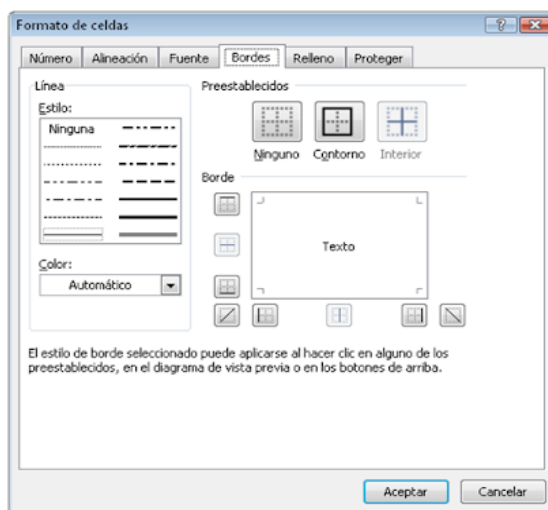 Formato de celdas
Número Alineación Fuente Bordes Relleno Proteger
Línea
Estilo:
Ninguna
Color:
Automático
Preestablecidos
Ninguno Contorno Interior
Borde
Texto
El estilo de borde seleccionado puede aplicarse al hacer clic en alguno de los
preestablecidos, en el diagrama de vista previa o en los botones de arriba.
Aceptar Cancelar